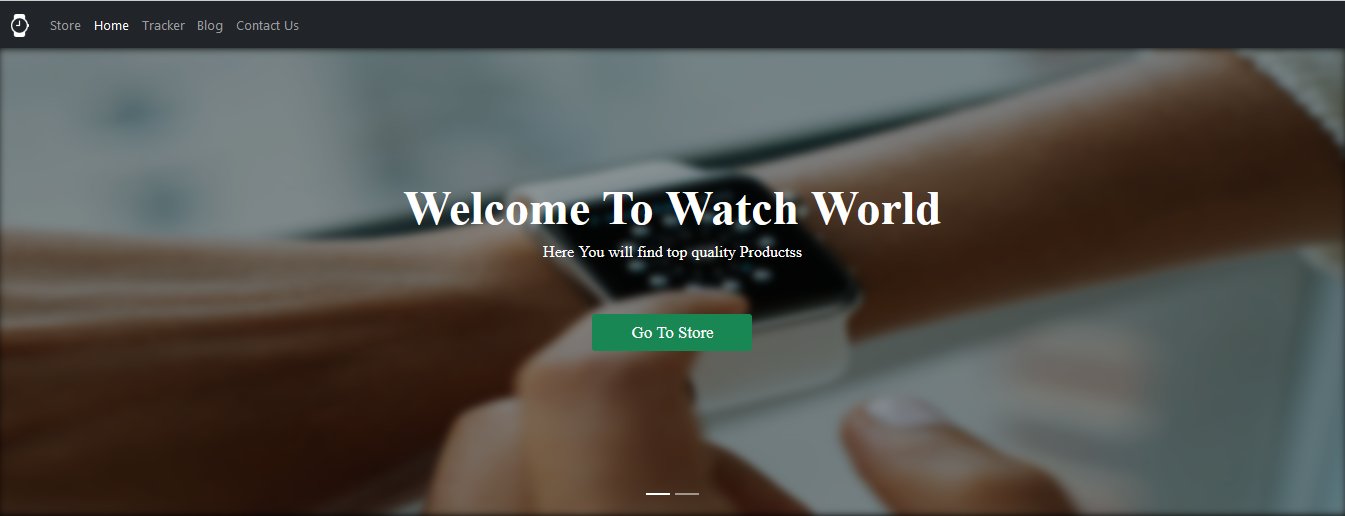 Store Home Tracker Blog Contact Us
Welcome To Watch World
Here You will find top quality Productss
Go To Store